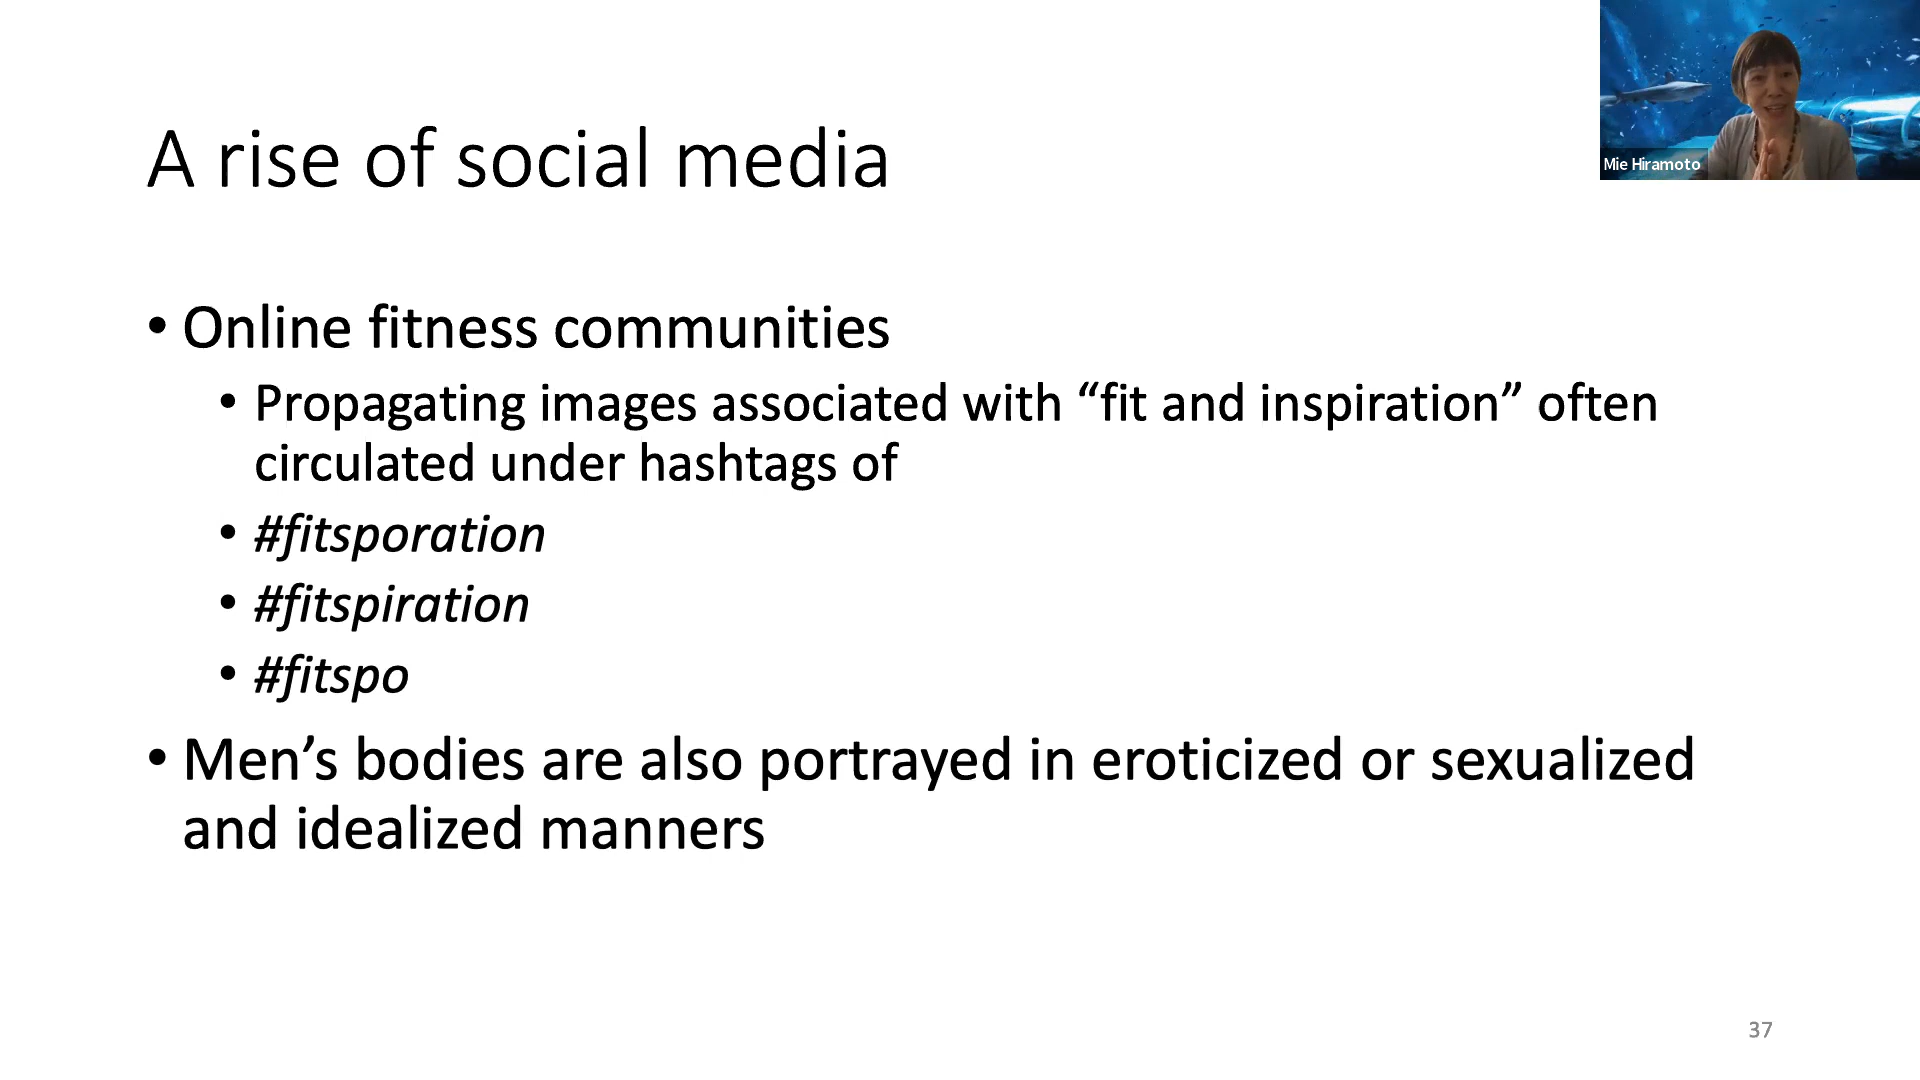 Mie Hiramoto
A rise of social media
• Online fitness communities
• Propagating images associated with “fit and inspiration” often
circulated under hashtags of
• #fitsporation
• #fitspiration
• #fitspo
• Men’s bodies are also portrayed in eroticized or sexualized
and idealized manners
37